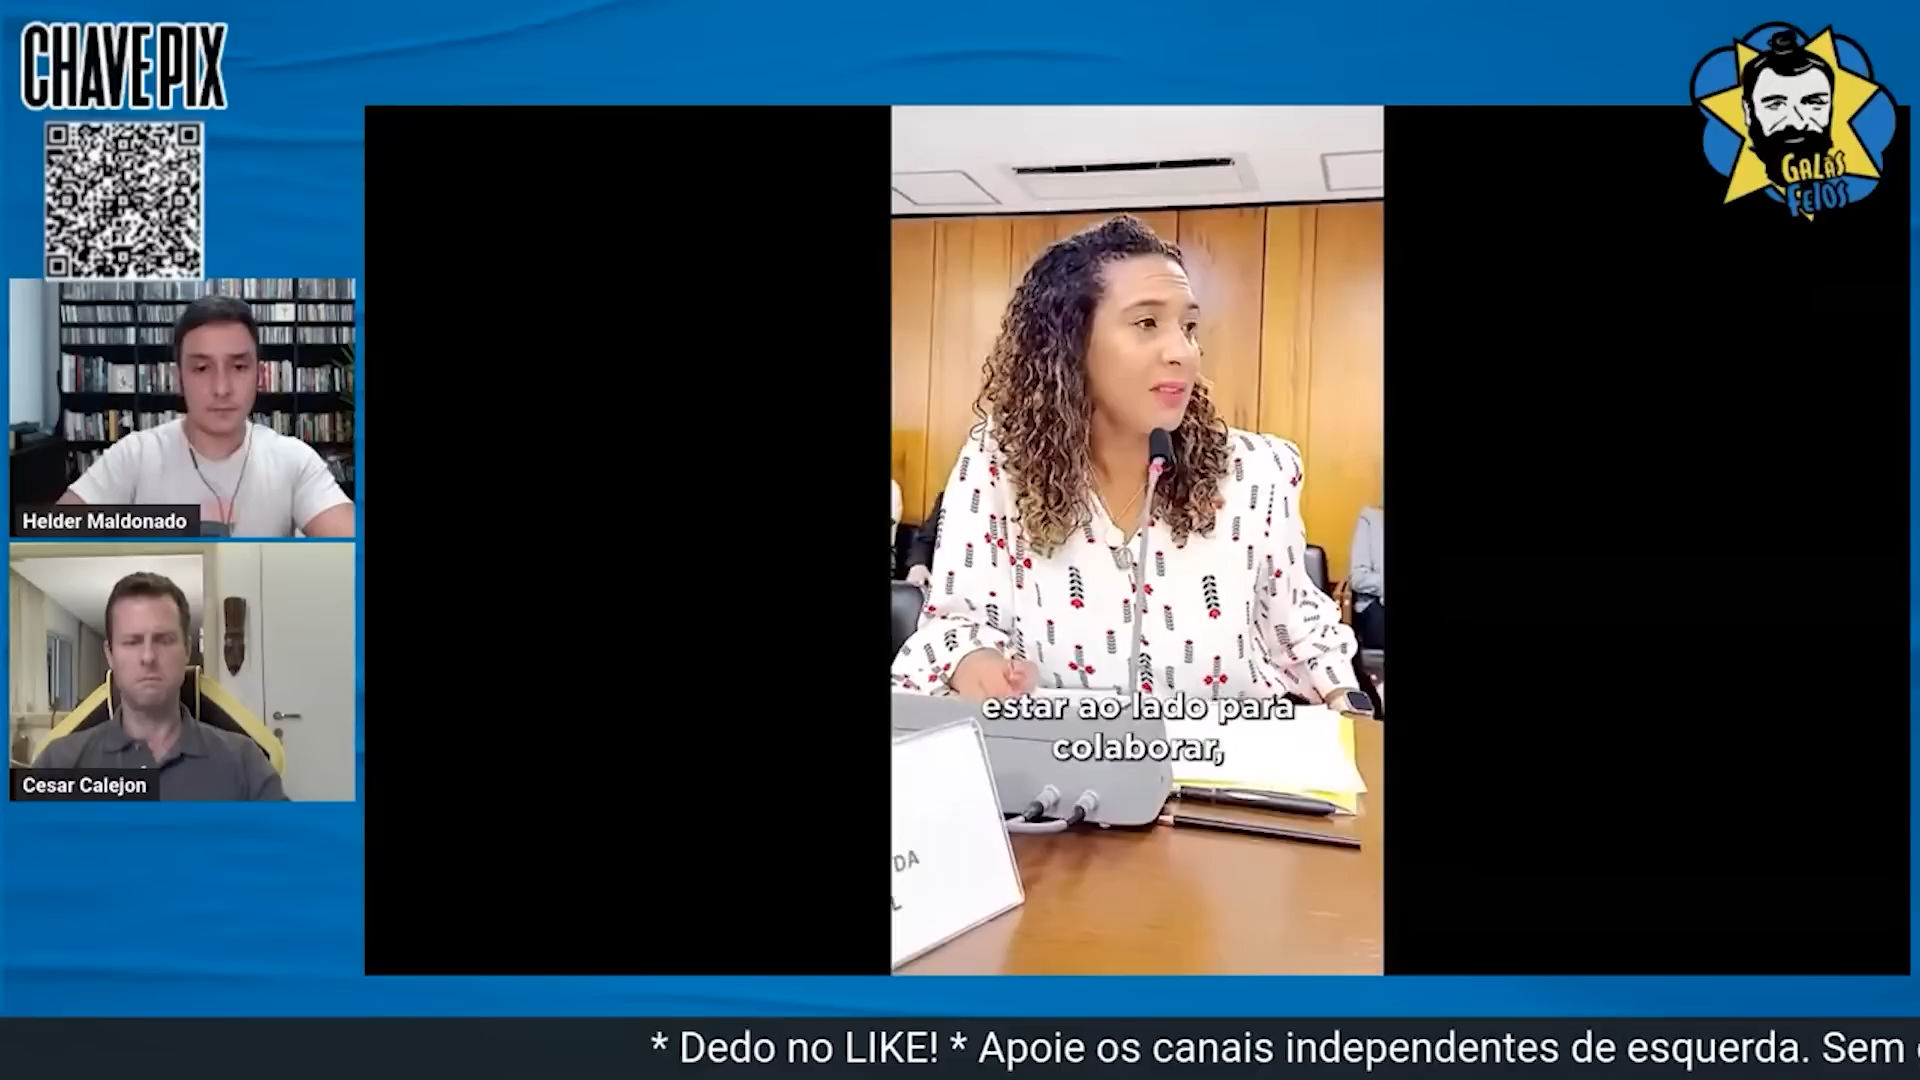 CHAVE PIX
GALÃS
FEIOS
Helder Maldonado
Cesar Calejon
estar ao lado para
colaborar,
DA
L
* Dedo no LIKE! * Apoie os canais independentes de esquerda. Sem